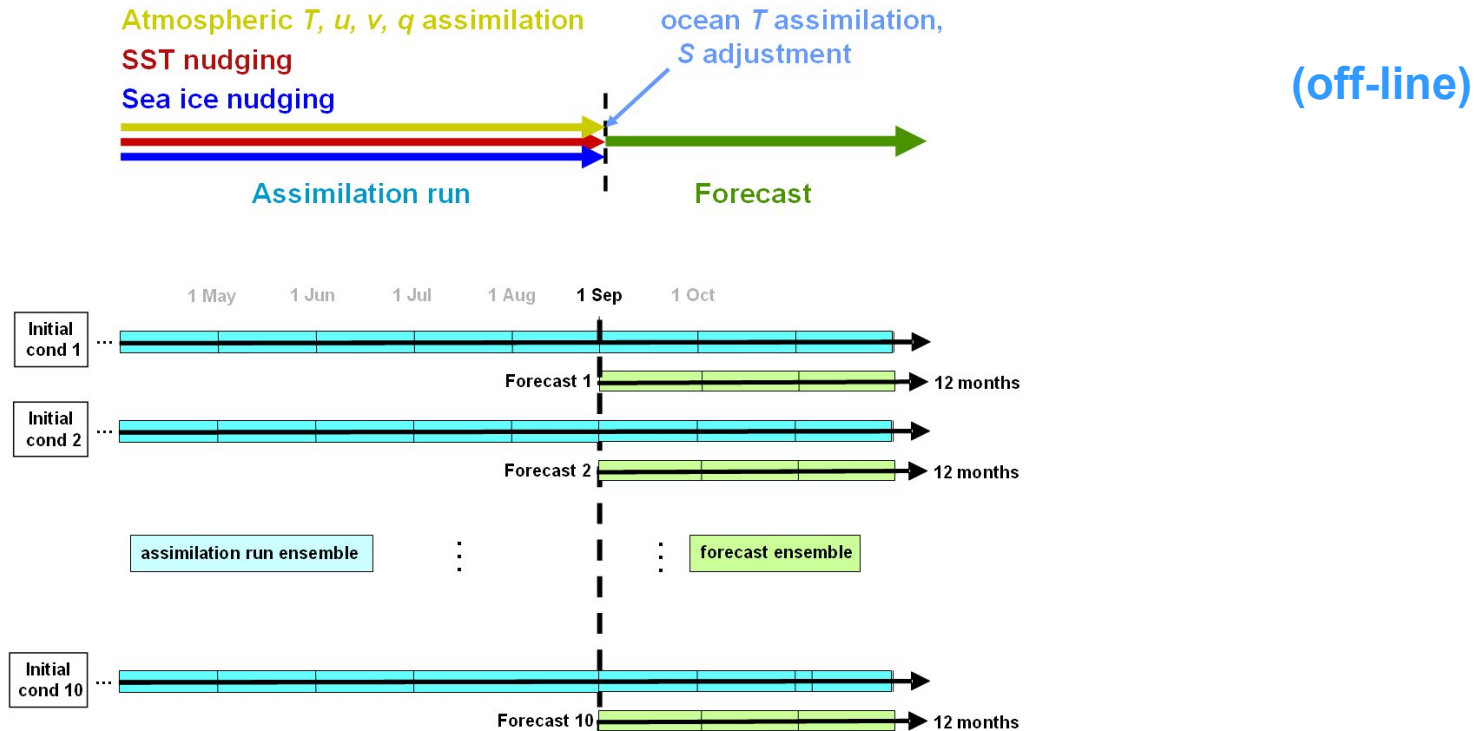 Atmospheric T, u, v, q assimilation
SST nudging
Sea ice nudging
ocean T assimilation,
S adjustment
(off-line)
Assimilation run
Forecast
1 May 1 Jun 1 Jul 1 Aug 1 Sep 1 Oct
Initial
cond 1
...
Forecast 1
12 months
Initial
cond 2
...
Forecast 2
12 months
assimilation run ensemble
⋮
⋮
forecast ensemble
Initial
cond 10
...
Forecast 10
12 months